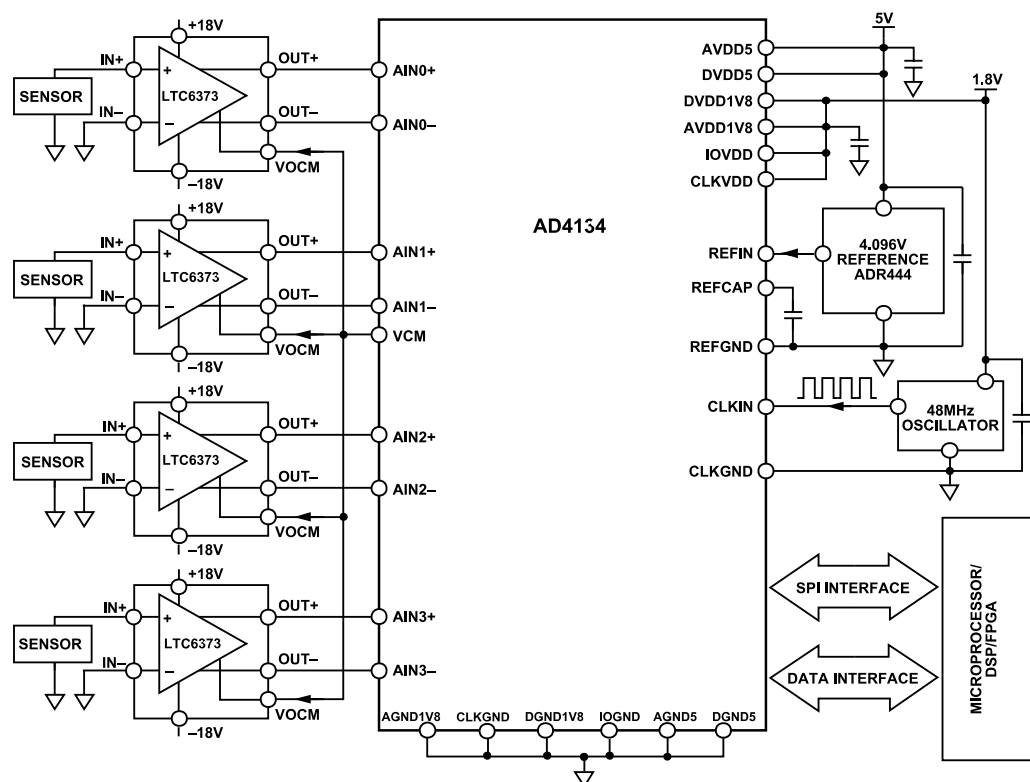 +18V
IN+
OUT+
SENSOR
+
LTC6373
AIN0+
IN–
OUT–
–
AIN0–
VOCM
–18V
+18V
IN+
OUT+
SENSOR
+
LTC6373
AIN1+
IN–
OUT–
–
AIN1–
VCM
VOCM
–18V
+18V
IN+
OUT+
SENSOR
+
LTC6373
AIN2+
IN–
OUT–
–
AIN2–
VOCM
–18V
+18V
IN+
OUT+
SENSOR
+
LTC6373
AIN3+
IN–
OUT–
–
AIN3–
VOCM
–18V
AD4134
AGND1V8
CLKGND
DGND1V8
IOGND
AGND5
DGND5
5V
1.8V
AVDD5
DVDD5
DVDD1V8
AVDD1V8
IOVDD
CLKVDD
REFIN
REFCAP
REFGND
4.096V
REFERENCE
ADR444
CLKIN
48MHz
OSCILLATOR
CLKGND
SPI INTERFACE
DATA INTERFACE
MICROPROCESSOR/
DSP/FPGA